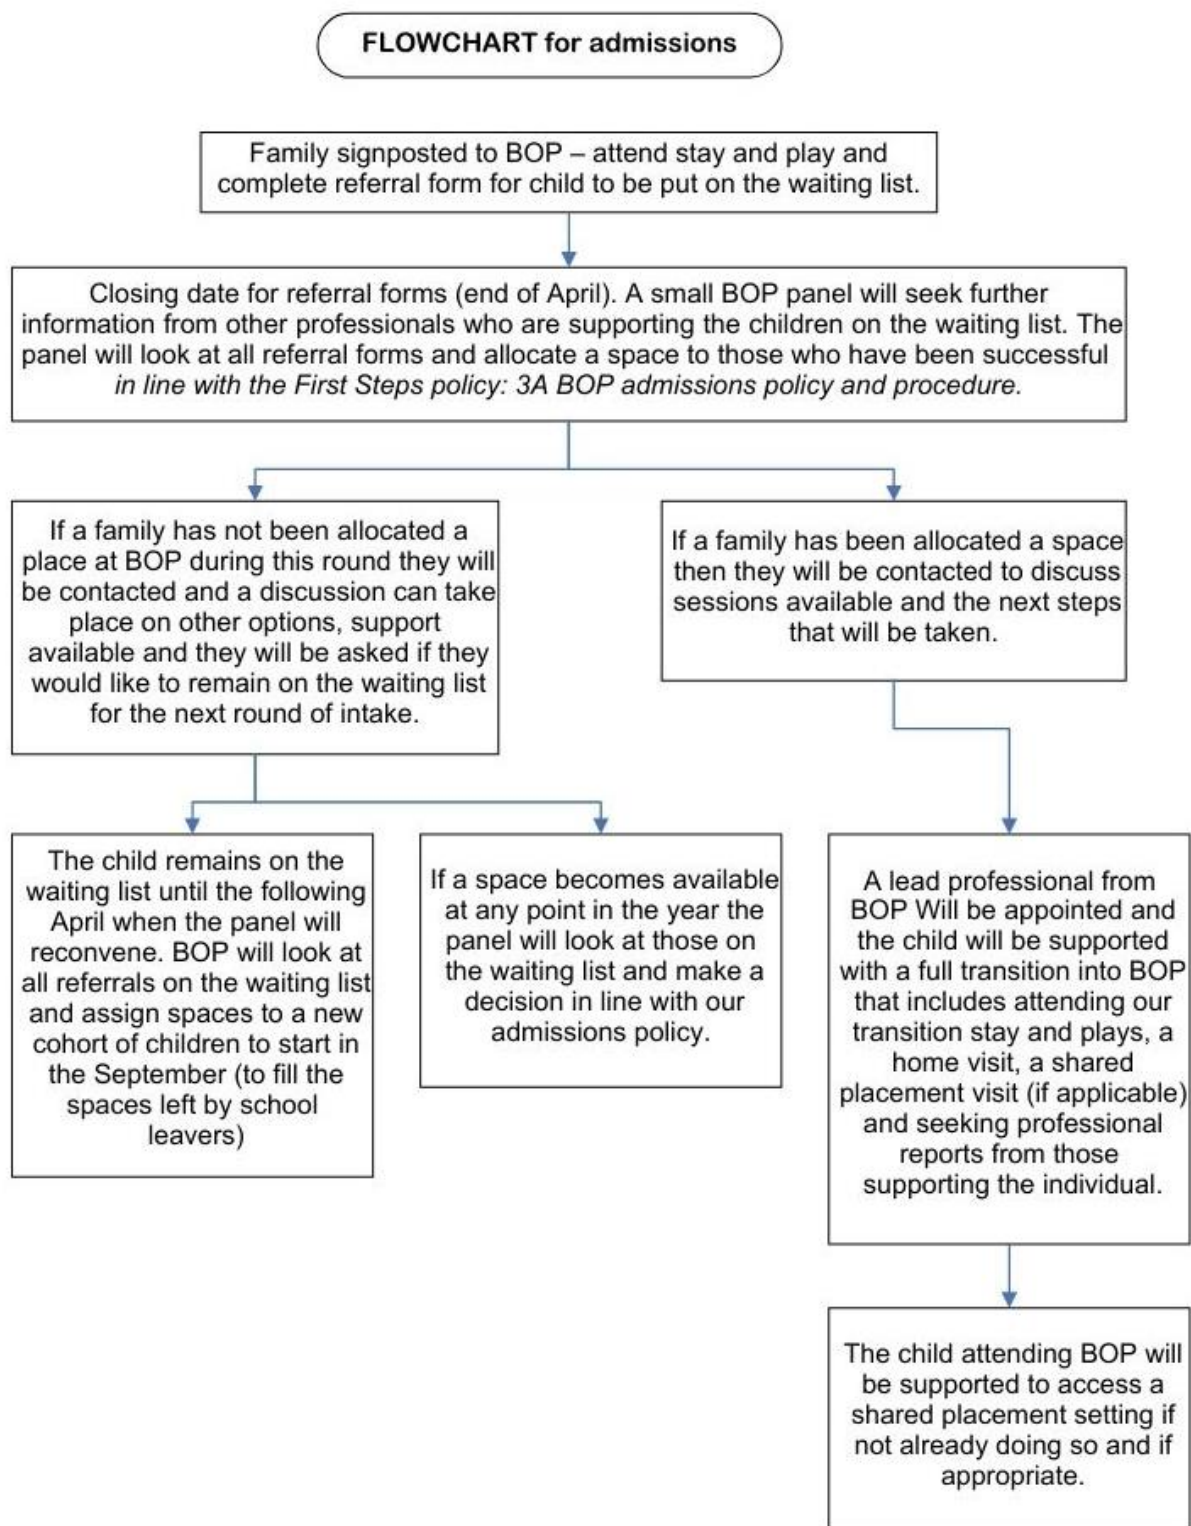 FLOWCHART for admissions
Family signposted to BOP – attend stay and play and
complete referral form for child to be put on the waiting list.
Closing date for referral forms (end of April). A small BOP panel will seek further
information from other professionals who are supporting the children on the waiting list. The
panel will look at all referral forms and allocate a space to those who have been successful
in line with the First Steps policy: 3A BOP admissions policy and procedure.
If a family has not been allocated a
place at BOP during this round they will
be contacted and a discussion can take
place on other options, support
available and they will be asked if they
would like to remain on the waiting list
for the next round of intake.
If a family has been allocated a space
then they will be contacted to discuss
sessions available and the next steps
that will be taken.
The child remains on the
waiting list until the following
April when the panel will
reconvene. BOP will look at
all referrals on the waiting list
and assign spaces to a new
cohort of children to start in
the September (to fill the
spaces left by school
leavers)
If a space becomes available
at any point in the year the
panel will look at those on
the waiting list and make a
decision in line with our
admissions policy.
A lead professional from
BOP Will be appointed and
the child will be supported
with a full transition into BOP
that includes attending our
transition stay and plays, a
home visit, a shared
placement visit (if applicable)
and seeking professional
reports from those
supporting the individual.
The child attending BOP will
be supported to access a
shared placement setting if
not already doing so and if
appropriate.